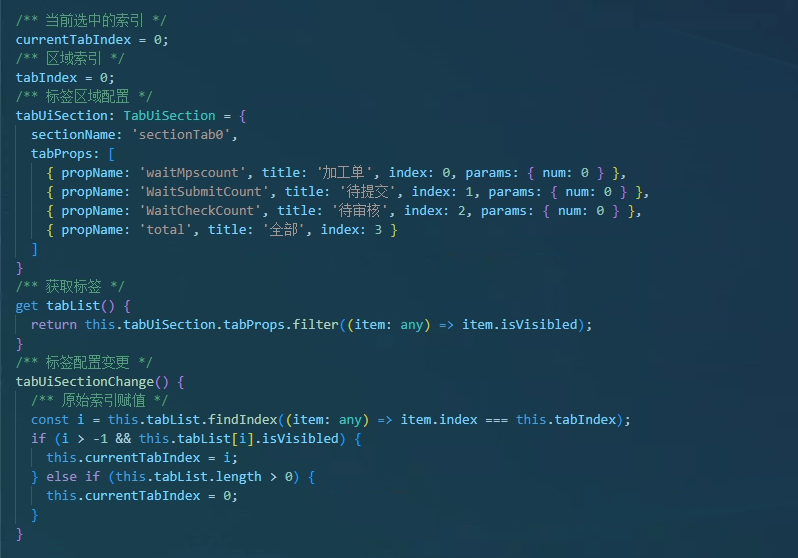 /** 当前选中的索引 */
currentTabIndex = 0;
/** 区域索引 */
tabIndex = 0;
/** 标签区域配置 */
tabUiSection: TabUiSection = {
  sectionName: 'sectionTab0',
  tabProps: [
    { propName: 'waitMpscount', title: '加工单', index: 0, params: { num: 0 } },
    { propName: 'WaitSubmitCount', title: '待提交', index: 1, params: { num: 0 } },
    { propName: 'WaitCheckCount', title: '待审核', index: 2, params: { num: 0 } },
    { propName: 'total', title: '全部', index: 3 }
  ]
}
/** 获取标签 */
get tabList() {
  return this.tabUiSection.tabProps.filter((item: any) => item.isVisibled);
}
/** 标签配置变更 */
tabUiSectionChange() {
  /** 原始索引赋值 */
  const i = this.tabList.findIndex((item: any) => item.index === this.tabIndex);
  if (i > -1 && this.tabList[i].isVisibled) {
    this.currentTabIndex = i;
  } else if (this.tabList.length > 0) {
    this.currentTabIndex = 0;
  }
}